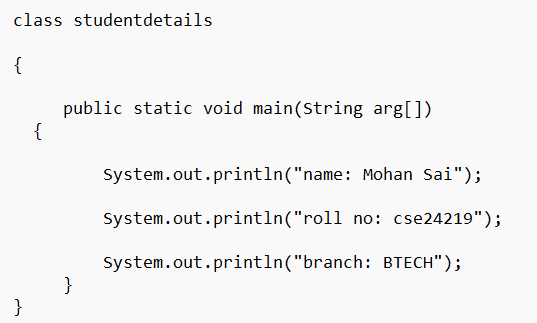 class studentdetails
{
public static void main(String arg[])
{
System.out.println("name: Mohan Sai");
System.out.println("roll no: cse24219");
System.out.println("branch: BTECH");
}
}